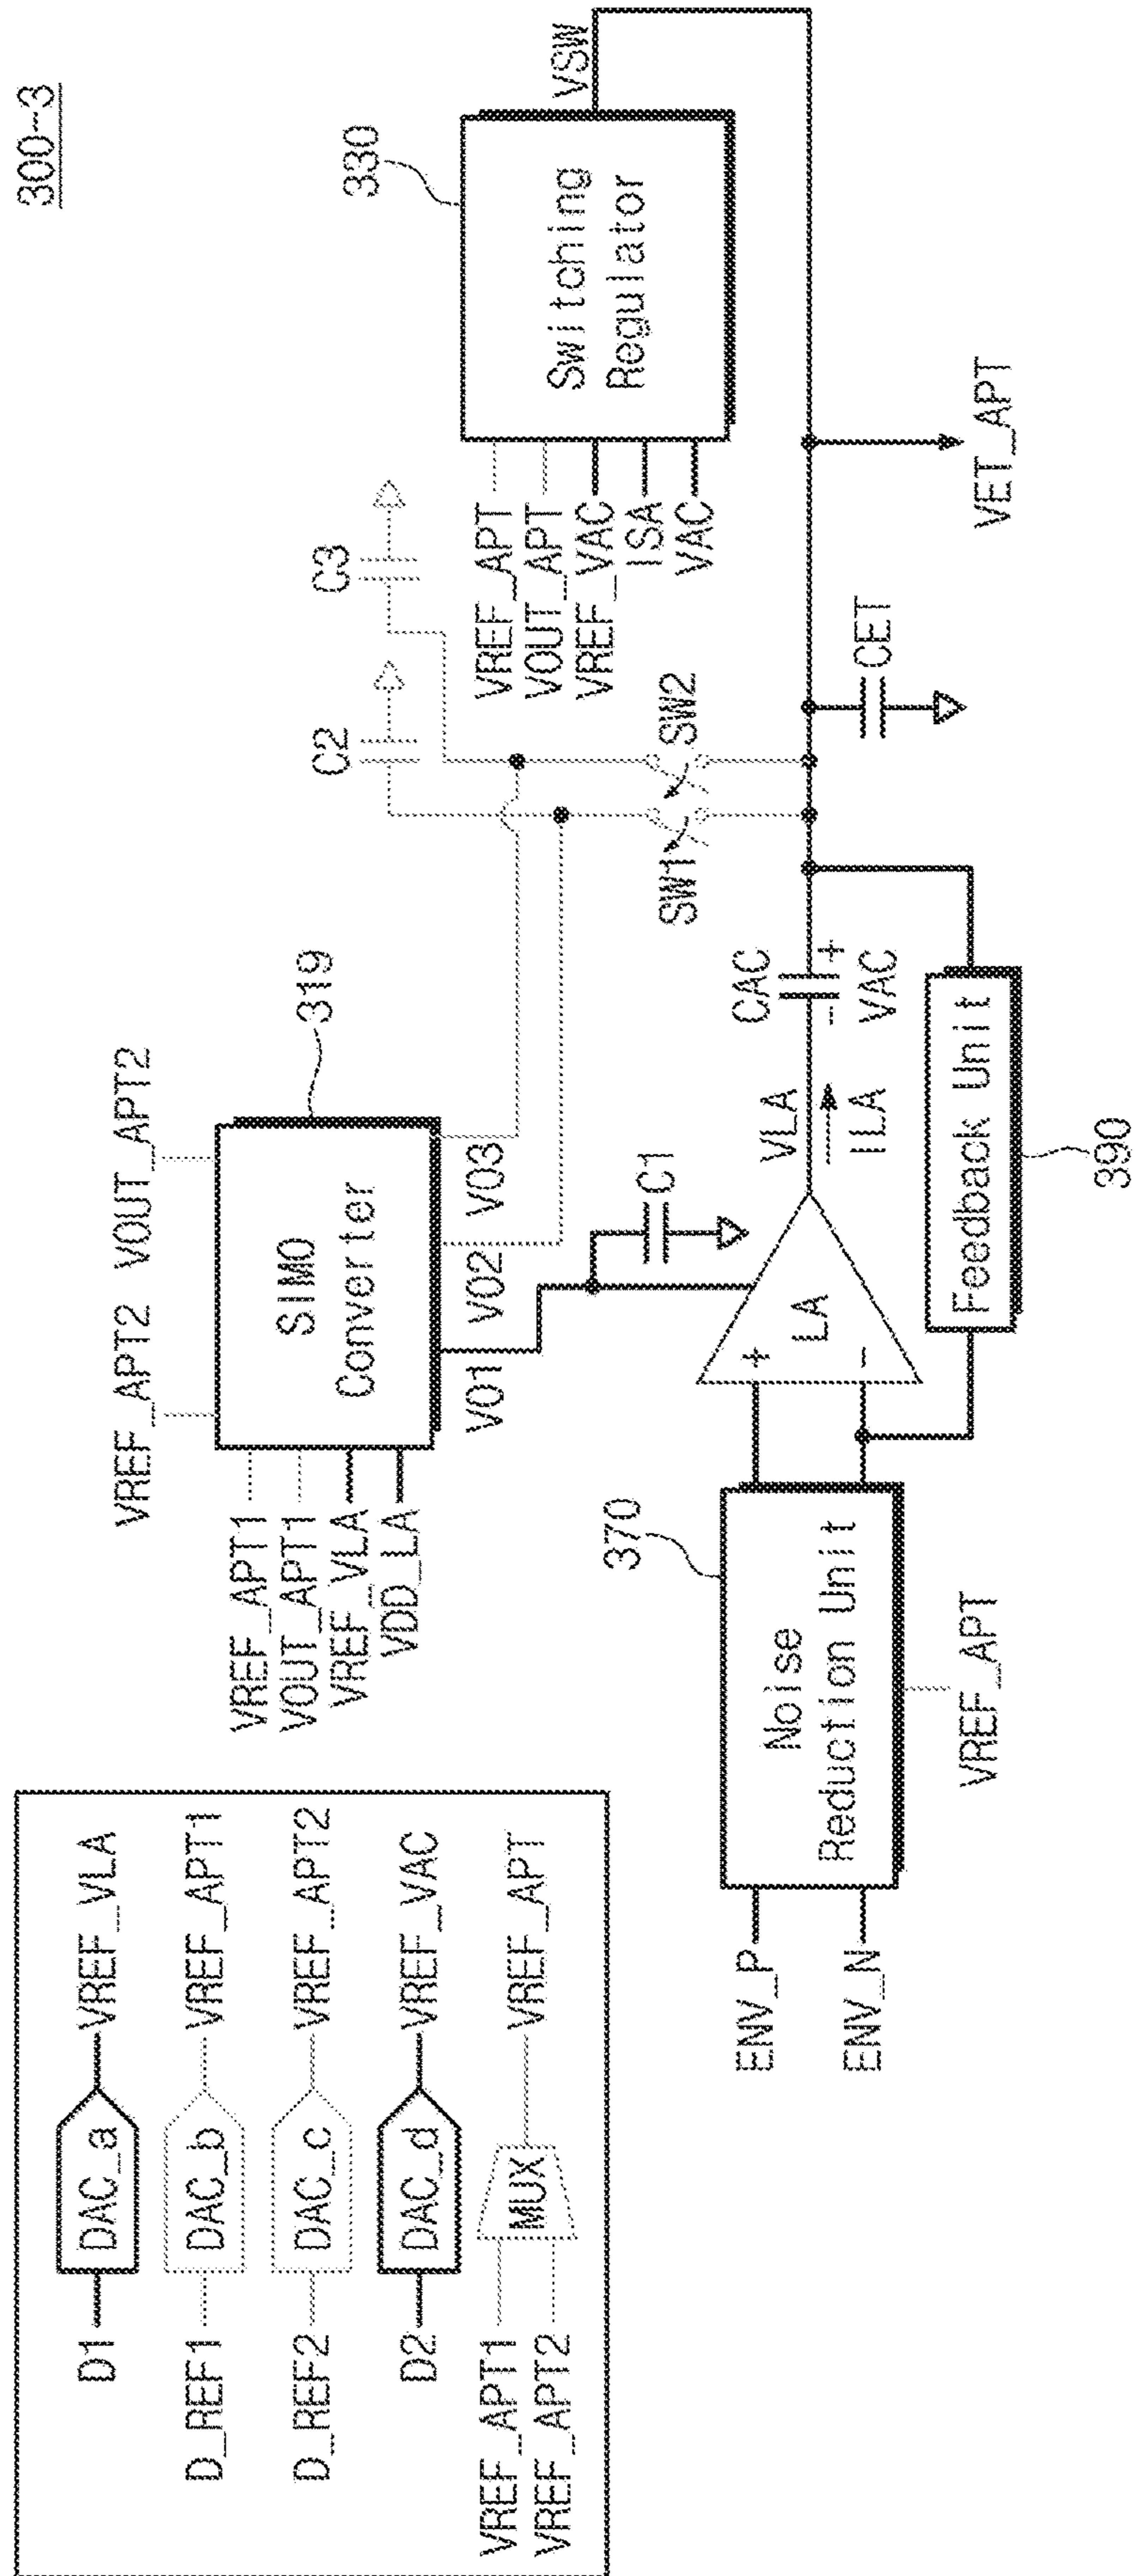 300-3
D1
DAC_a
VREF_VLA
D_REF1
DAC_b
VREF_APT1
D_REF2
DAC_c
VREF_APT2
D2
DAC_d
VREF_VAC
VREF_APT1
VREF_APT2
MUX
VREF_APT
VREF_APT2
VOUT_APT2
VREF_APT1
VOUT_APT1
VREF_VLA
VDD_LA
SIMO
Converter
319
VO1
VO2
VO3
C1
C2
C3
SW1
SW2
330
VREF_APT
VOUT_APT
VREF_VAC
ISA
VAC
Switching
Regulator
VSW
370
ENV_P
ENV_N
Noise
Reduction Unit
VREF_APT
+
-
LA
VLA
ILA
CAC
- +
VAC
CET
VET_APT
Feedback Unit
390